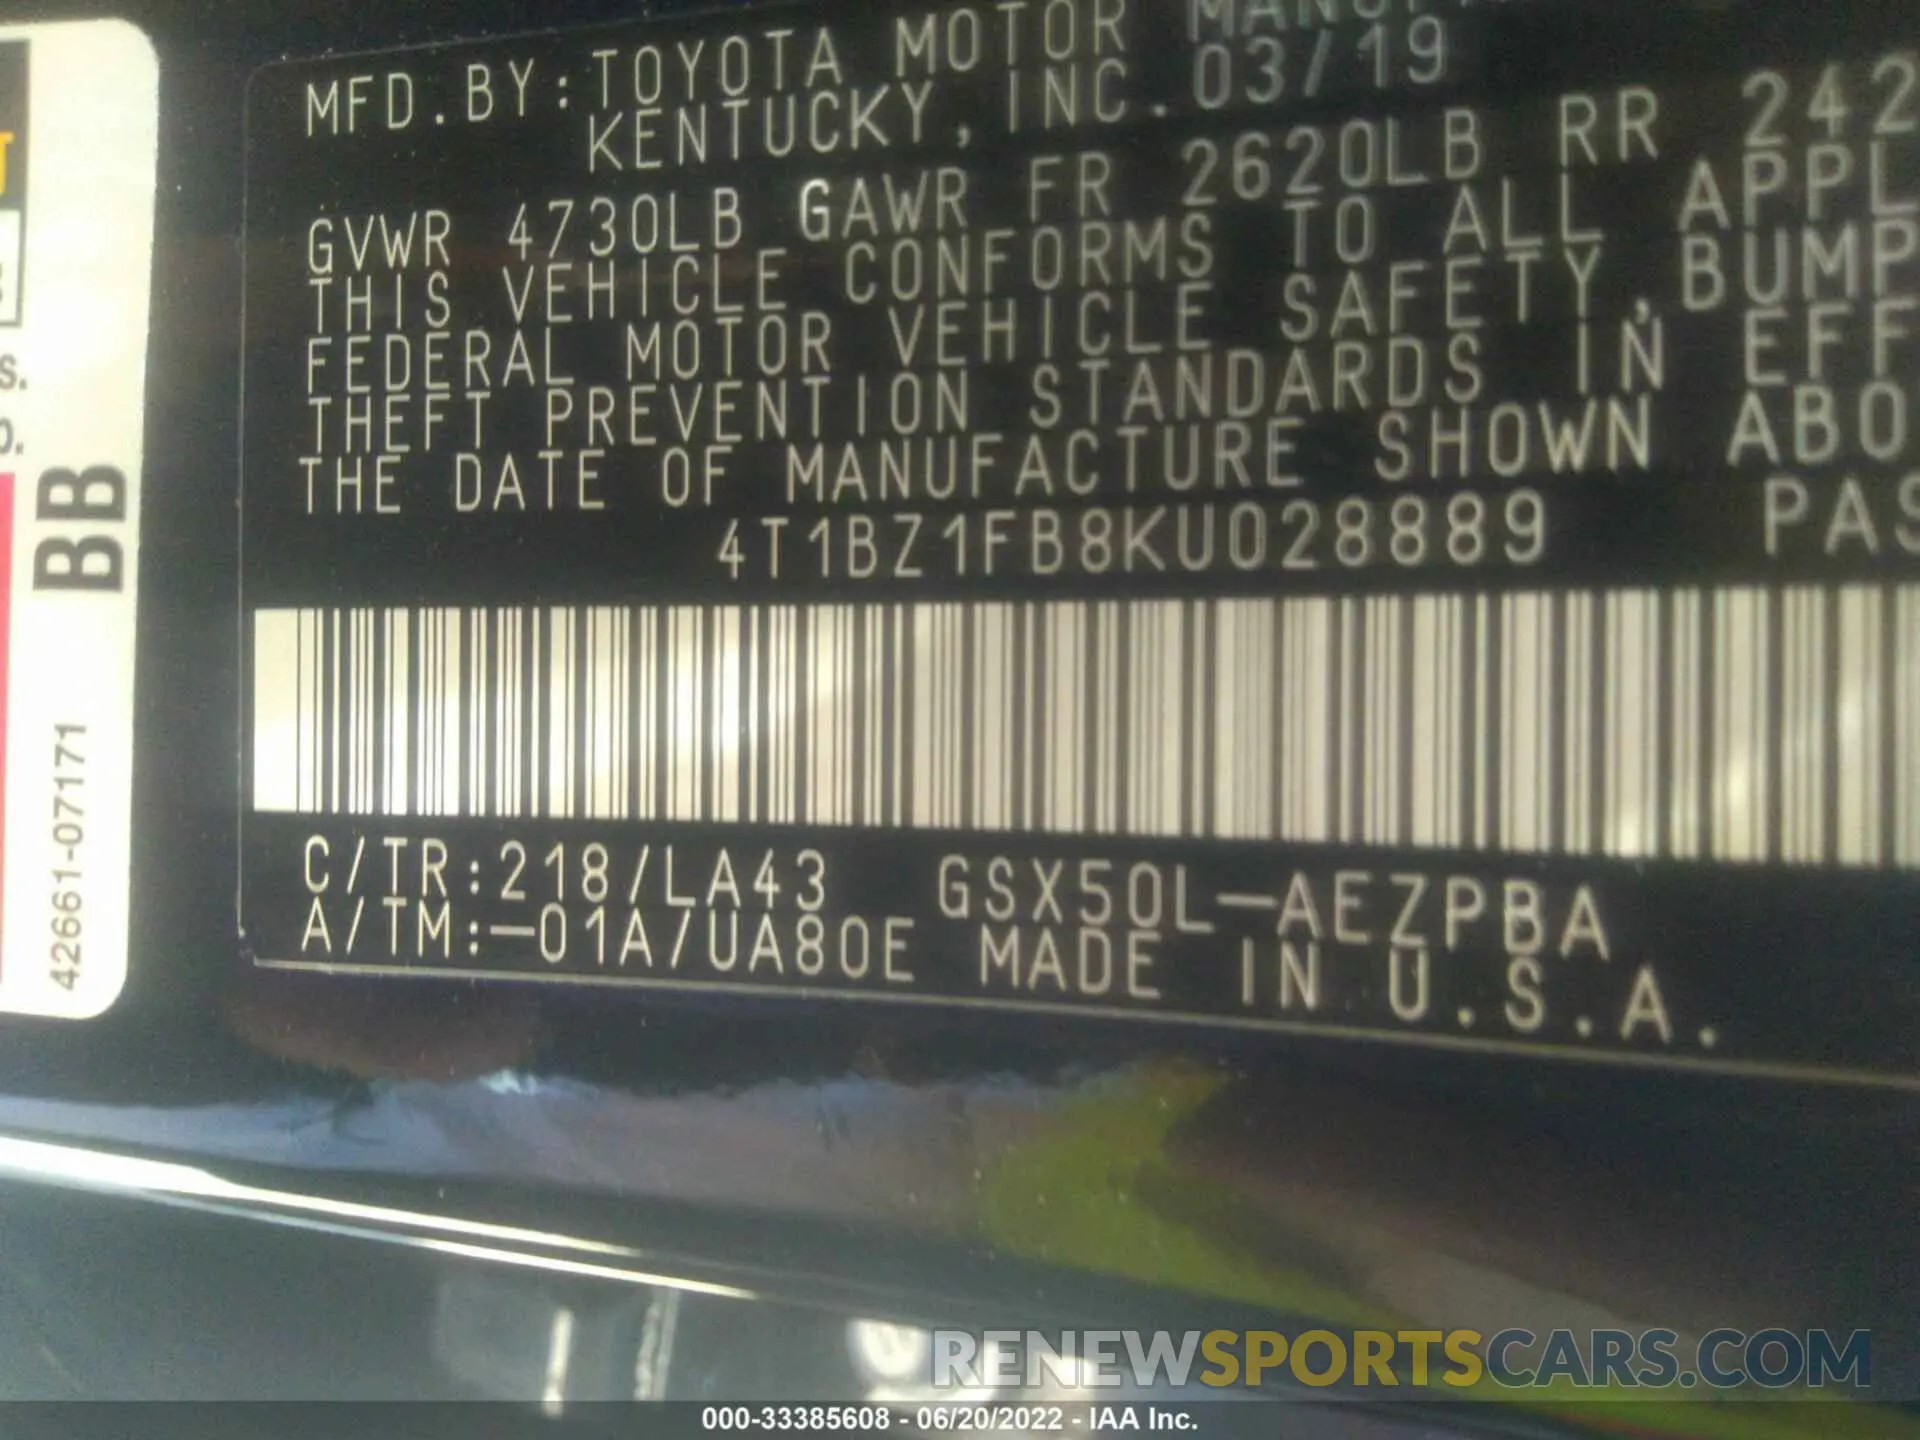 MFD.BY:TOYOTA MOTOR
KENTUCKY, INC. 03/19
GVWR 4730LB GAWR FR 2620LB RR 242
THIS VEHICLE CONFORMS TO ALL APPL
FEDERAL MOTOR VEHICLE SAFETY,BUMP
THEFT PREVENTION STANDARDS IN EFF
THE DATE OF MANUFACTURE SHOWN ABO
4T1BZ1FB8KU028889 PAS
C/TR:218/LA43 GSX50L-AEZPBA
A/TM:-01A/UA80E MADE IN U.S.A.
BB
42661-07171
RENEWSPORTSCARS.COM
000-33385608 - 06/20/2022 - IAA Inc.